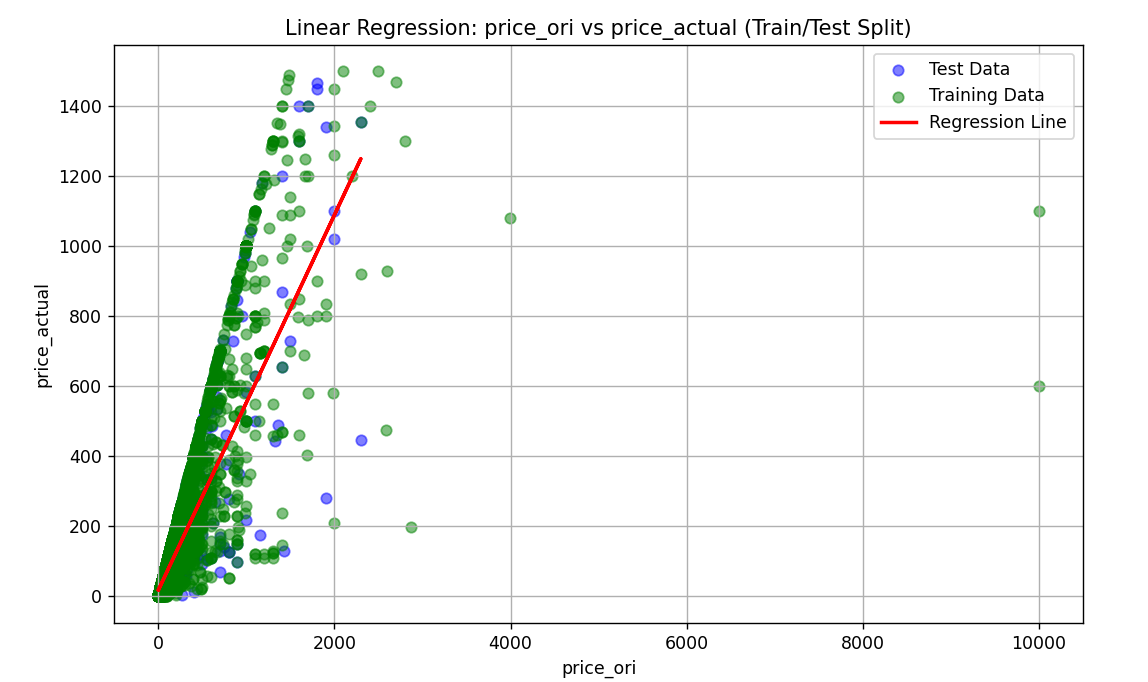 Linear Regression: price_ori vs price_actual (Train/Test Split)
Test Data
Training Data
Regression Line
price_actual
1400
1200
1000
800
600
400
200
0
0 2000 4000 6000 8000 10000
price_ori